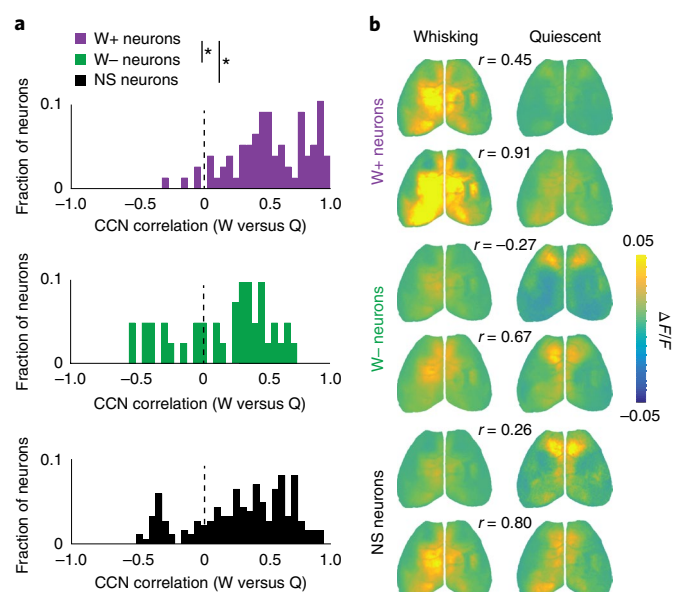 a
W+ neurons
W– neurons
NS neurons
*
*
Fraction of neurons
0.1
0
–1.0
–0.5
0
0.5
1.0
CCN correlation (W versus Q)
Fraction of neurons
0.1
0
–1.0
–0.5
0
0.5
1.0
CCN correlation (W versus Q)
Fraction of neurons
0.1
0
–1.0
–0.5
0
0.5
1.0
CCN correlation (W versus Q)
b
Whisking
Quiescent
W+ neurons
r = 0.45
r = 0.91
W– neurons
r = –0.27
r = 0.67
NS neurons
r = 0.26
r = 0.80
0.05
ΔF/F
–0.05